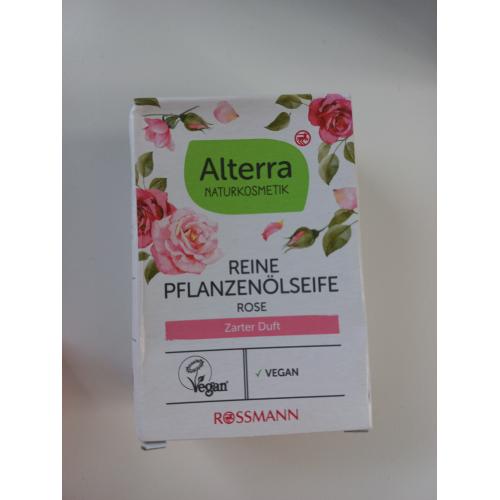 Alterra
NATURKOSMETIK
REINE
PFLANZENÖLSEIFE
ROSE
Zarter Duft
Vegan
✓ VEGAN
ROSSMANN